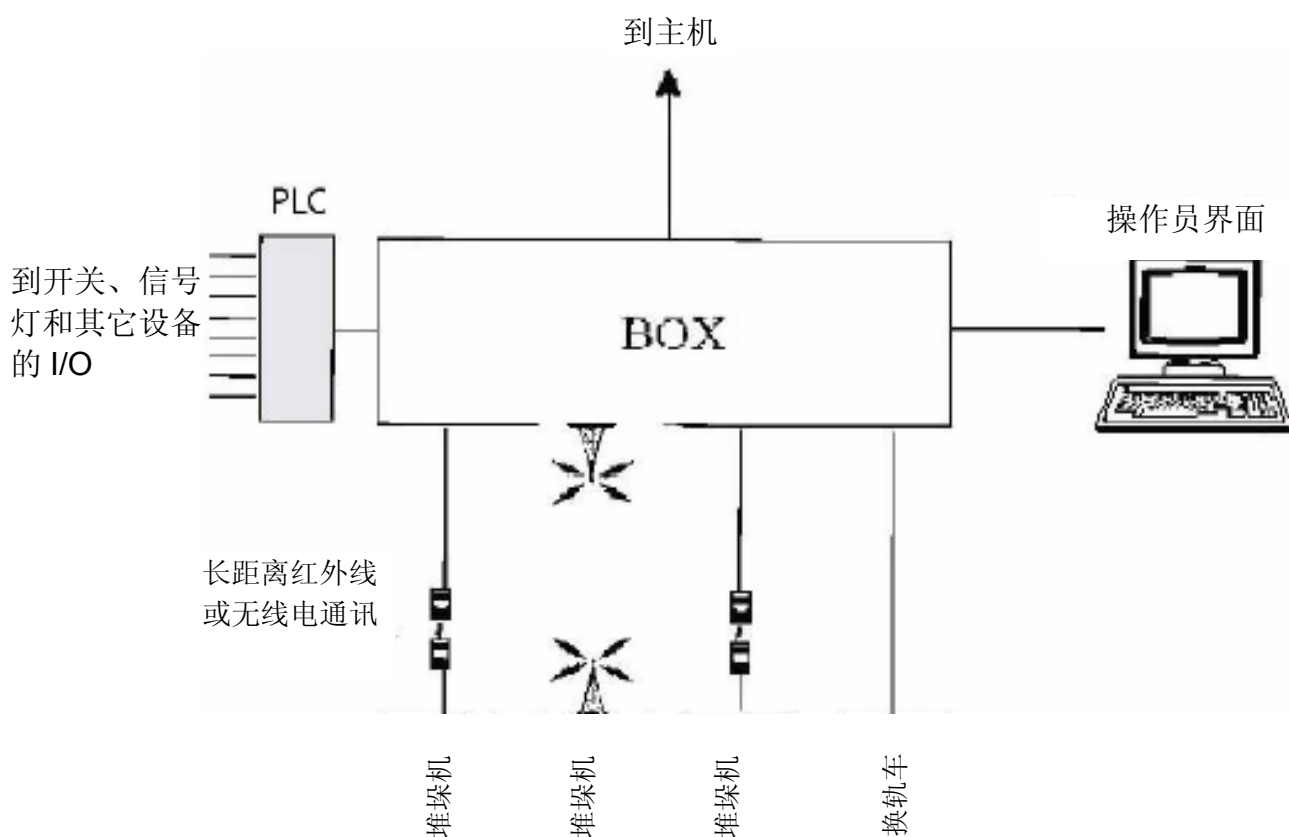 到主机
PLC
操作员界面
到开关、信号
灯和其它设备
的 I/O
BOX
长距离红外线
或无线电通讯
堆垛机
堆垛机
堆垛机
换轨车